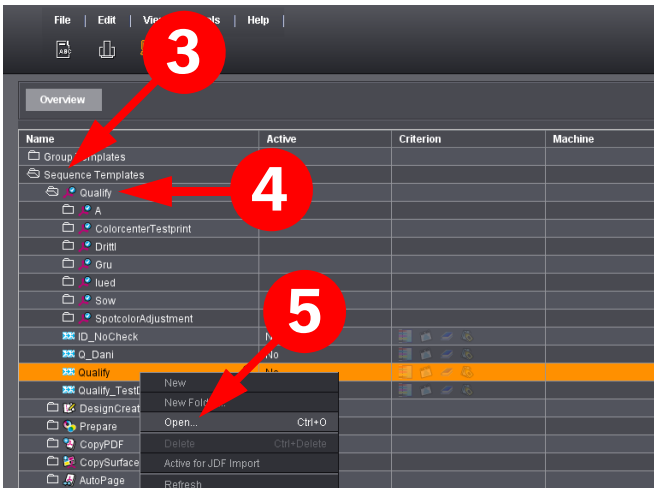 File | Edit | View Tools | Help |
ABC
3
Overview
Name Active Criterion Machine
Group Templates
Sequence Templates
Qualify
4
A
ColorcenterTestprint
Drittl
Gru
lued
Sow
SpotcolorAdjustment
5
ID_NoCheck No
Q_Dani No
Qualify No
Qualify_Test
New
DesignCreat
New Fold
Prepare
Open... Ctrl+O
CopyPDF
Delete Ctrl+Delete
CopySurface
Active for JDF Import
AutoPage
Refresh